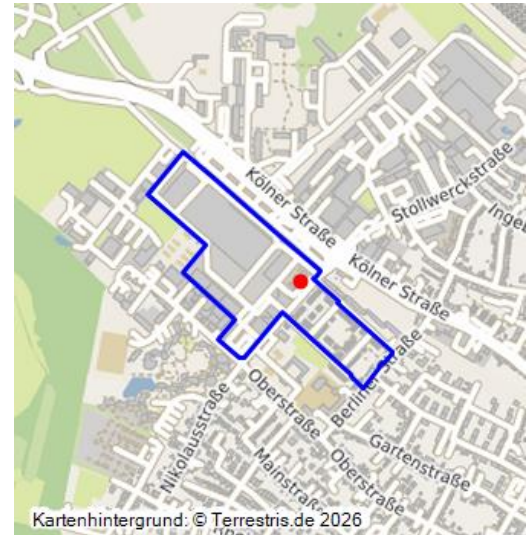 Kölner Straße
Stollwerckstraße
Kölner Straße
Berliner Straße
Oberstraße
Nikolausstraße
Gartenstraße
Oberstraße
Mainstraße
Kartenhintergrund: © Terrestris.de 2026